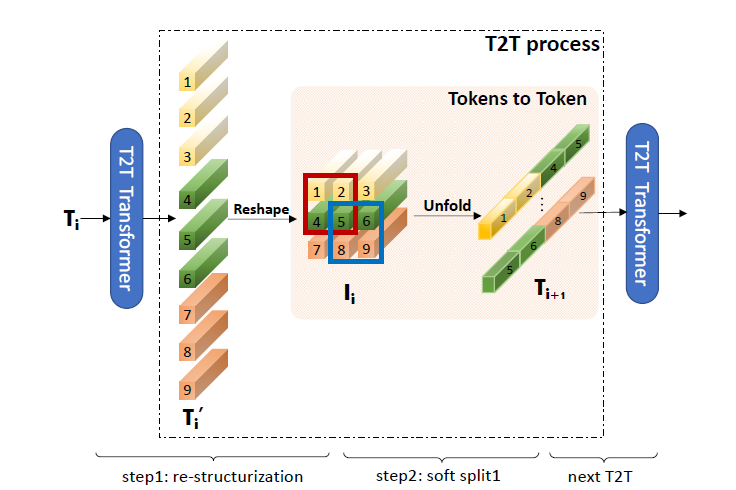 T2T process
Tokens to Token
1
2
3
4
5
6
7
8
9
T2T Transformer
Tᵢ
Reshape
1 2 3
4 5 6
7 8 9
Unfold
1 2 4 5
⋮
5 6 8 9
T2T Transformer
Iᵢ
Tᵢ₊₁
Tᵢ′
step1: re-structurization
step2: soft split1
next T2T